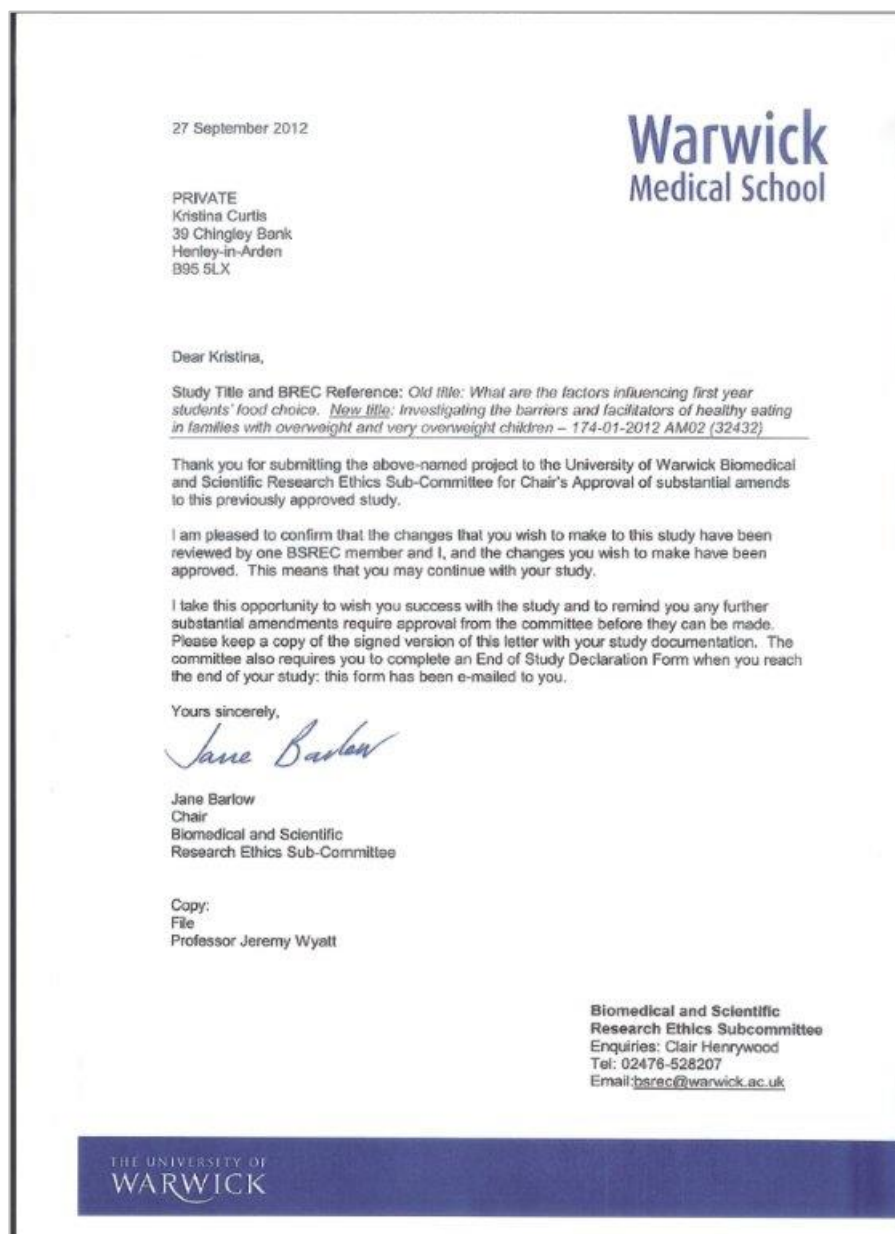 27 September 2012
Warwick
Medical School
PRIVATE
Kristina Curtis
39 Chingley Bank
Henley-in-Arden
B95 5LX
Dear Kristina,
Study Title and BREC Reference: Old title: What are the factors influencing first year
students' food choice. New title: Investigating the barriers and facilitators of healthy eating
in families with overweight and very overweight children – 174-01-2012 AM02 (32432)
Thank you for submitting the above-named project to the University of Warwick Biomedical
and Scientific Research Ethics Sub-Committee for Chair's Approval of substantial amends
to this previously approved study.
I am pleased to confirm that the changes that you wish to make to this study have been
reviewed by one BSREC member and I, and the changes you wish to make have been
approved. This means that you may continue with your study.
I take this opportunity to wish you success with the study and to remind you any further
substantial amendments require approval from the committee before they can be made.
Please keep a copy of the signed version of this letter with your study documentation. The
committee also requires you to complete an End of Study Declaration Form when you reach
the end of your study: this form has been e-mailed to you.
Yours sincerely,
Jane Barlow
Jane Barlow
Chair
Biomedical and Scientific
Research Ethics Sub-Committee
Copy:
File
Professor Jeremy Wyatt
Biomedical and Scientific
Research Ethics Subcommittee
Enquiries: Clair Henrywood
Tel: 02476-528207
Email:bsrec@warwick.ac.uk
THE UNIVERSITY OF
WARWICK